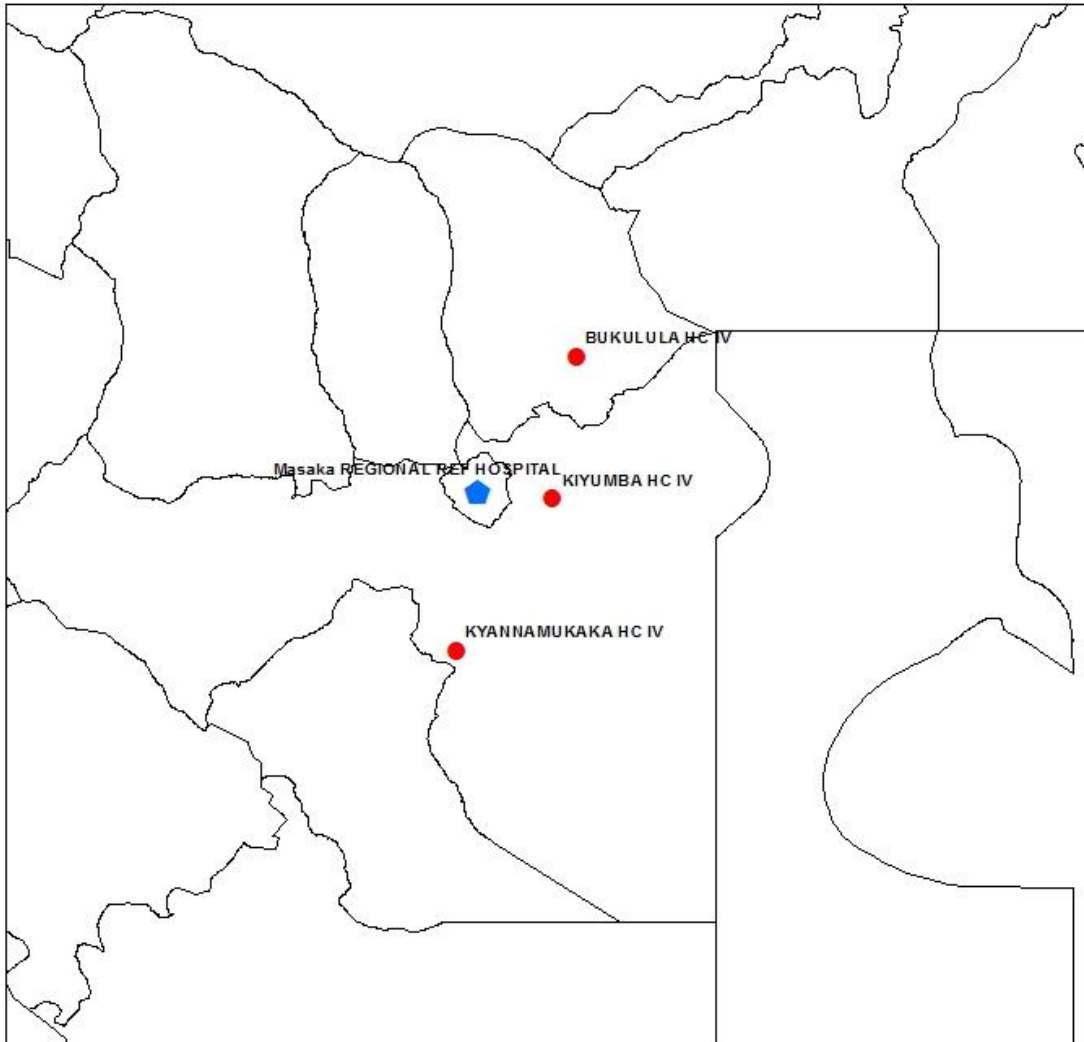 BUKULULA HC IV
Masaka REGIONAL REF HOSPITAL
KIYUMBA HC IV
KYANNAMUKAKA HC IV